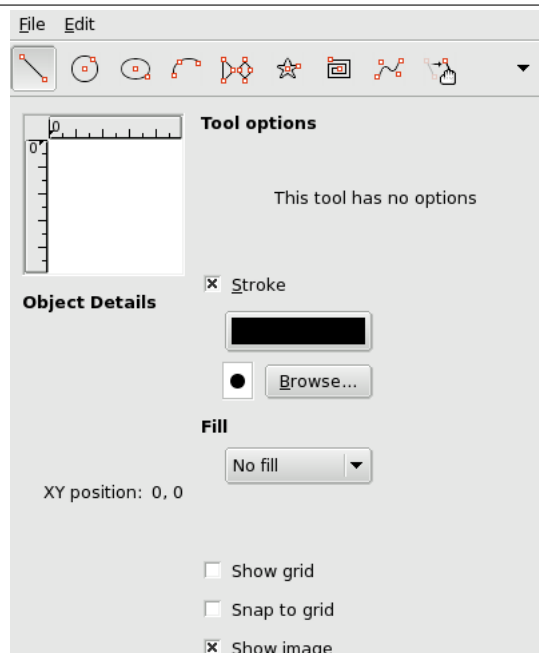 File Edit
Tool options
0
0
This tool has no options
Stroke
Object Details
Browse...
Fill
No fill
XY position: 0, 0
Show grid
Snap to grid
Show image